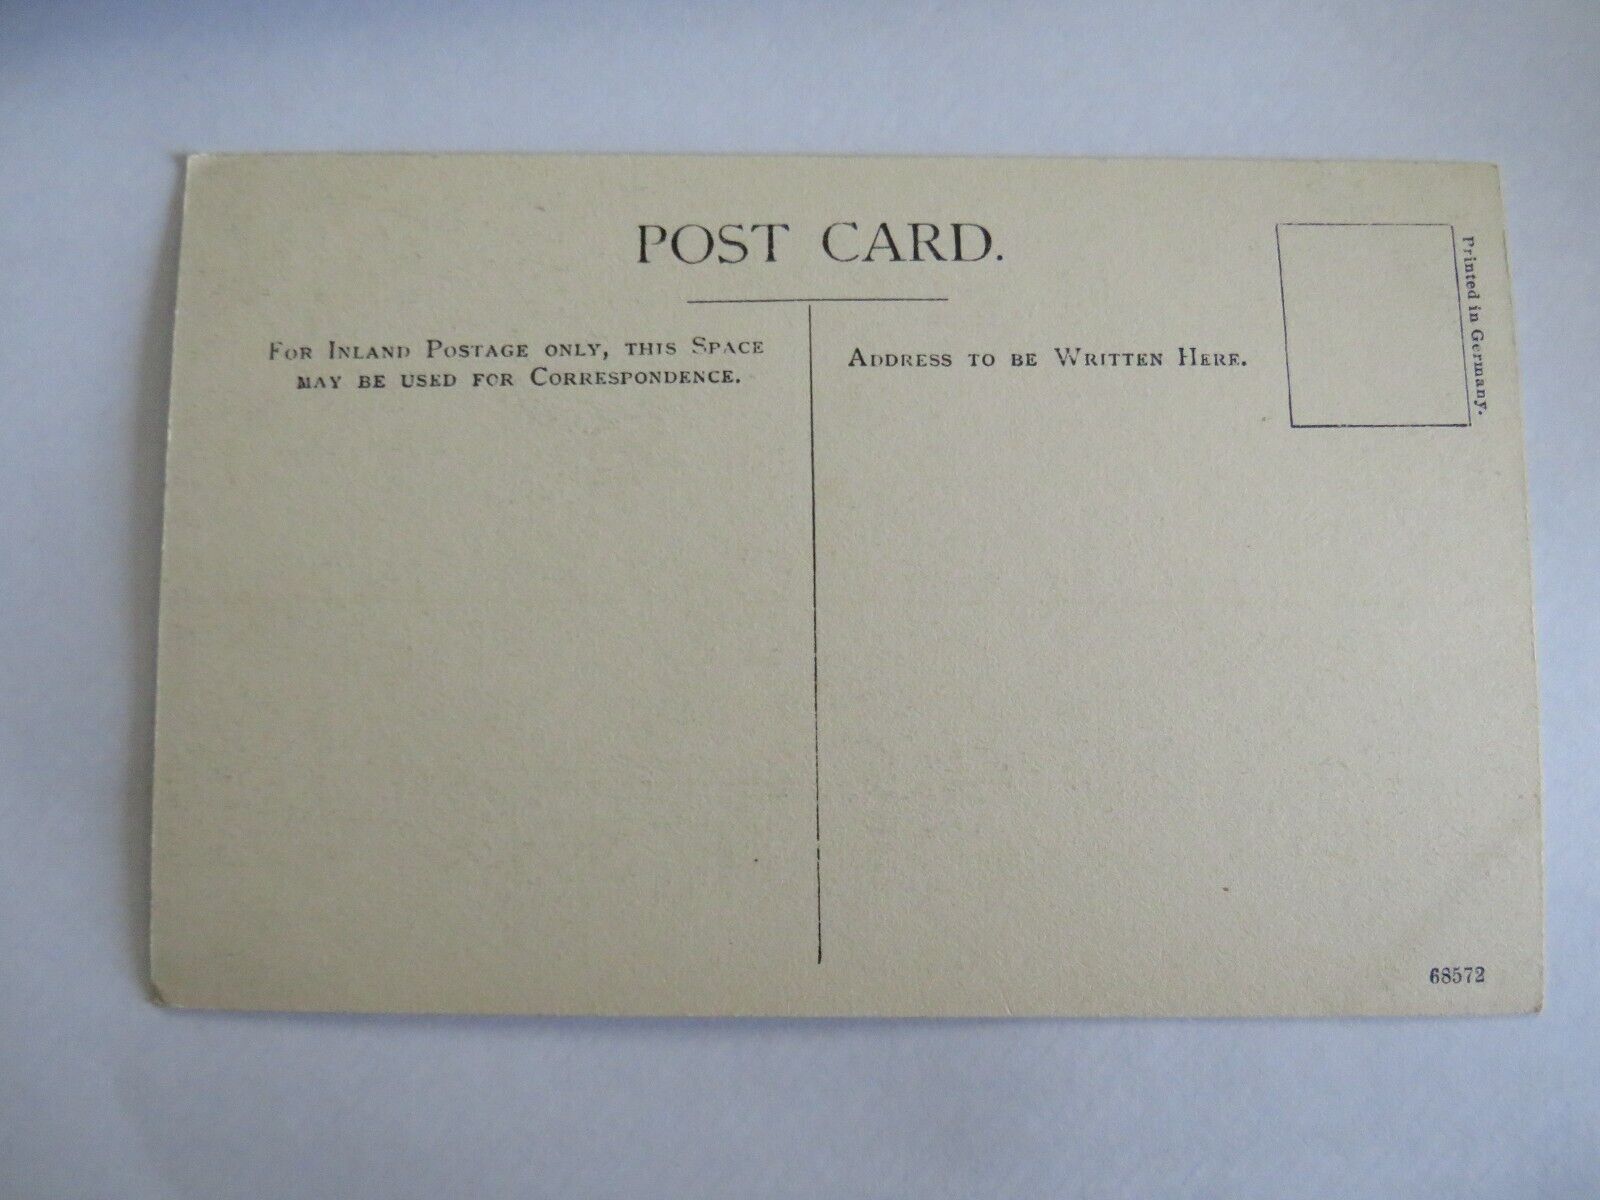 POST CARD.
FOR INLAND POSTAGE ONLY, THIS SPACE
MAY BE USED FOR CORRESPONDENCE.
ADDRESS TO BE WRITTEN HERE.
Printed in Germany.
68572